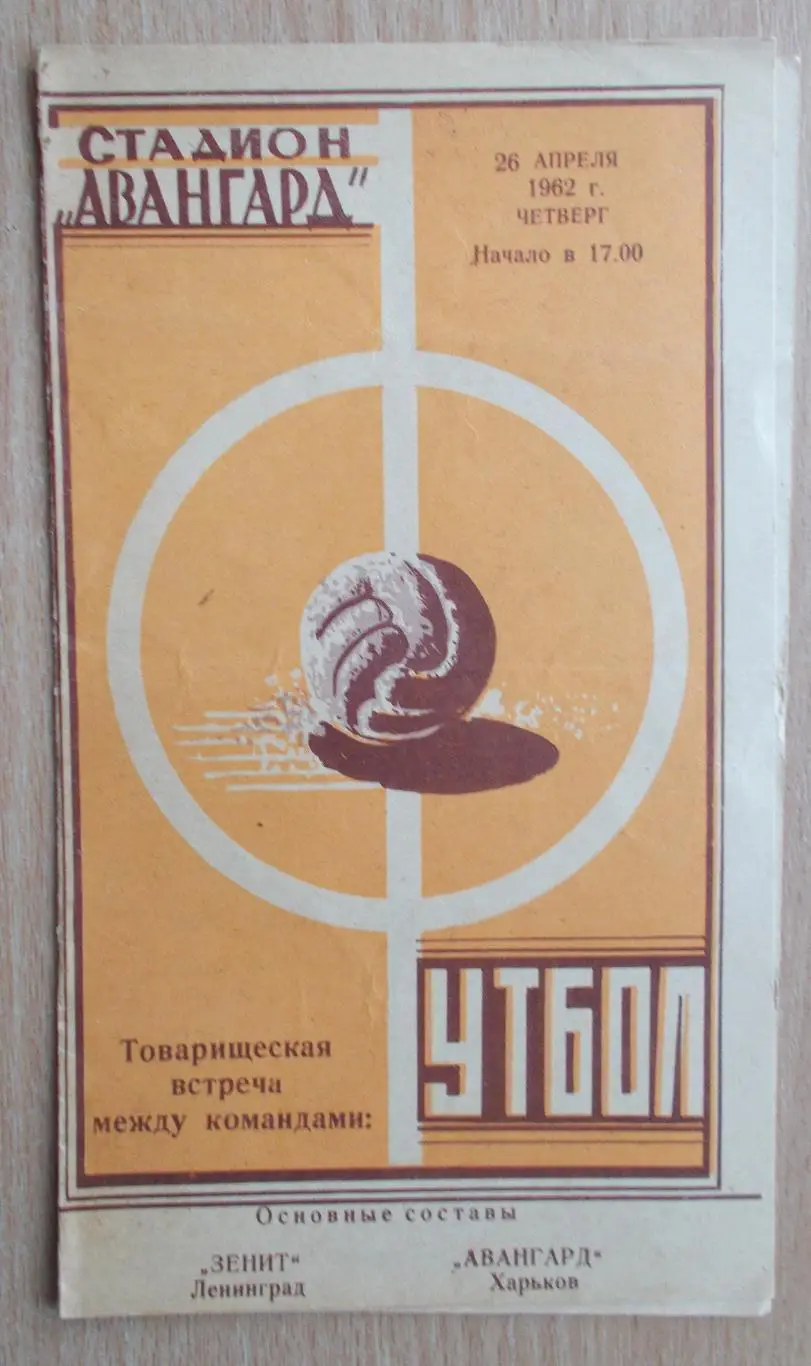 СТАДИОН
„АВАНГАРД"
26 АПРЕЛЯ
1962 г.
ЧЕТВЕРГ
Начало в 17.00
УТБОЛ
Товарищеская
встреча
между командами:
Основные составы
„ЗЕНИТ"
Ленинград
„АВАНГАРД"
Харьков